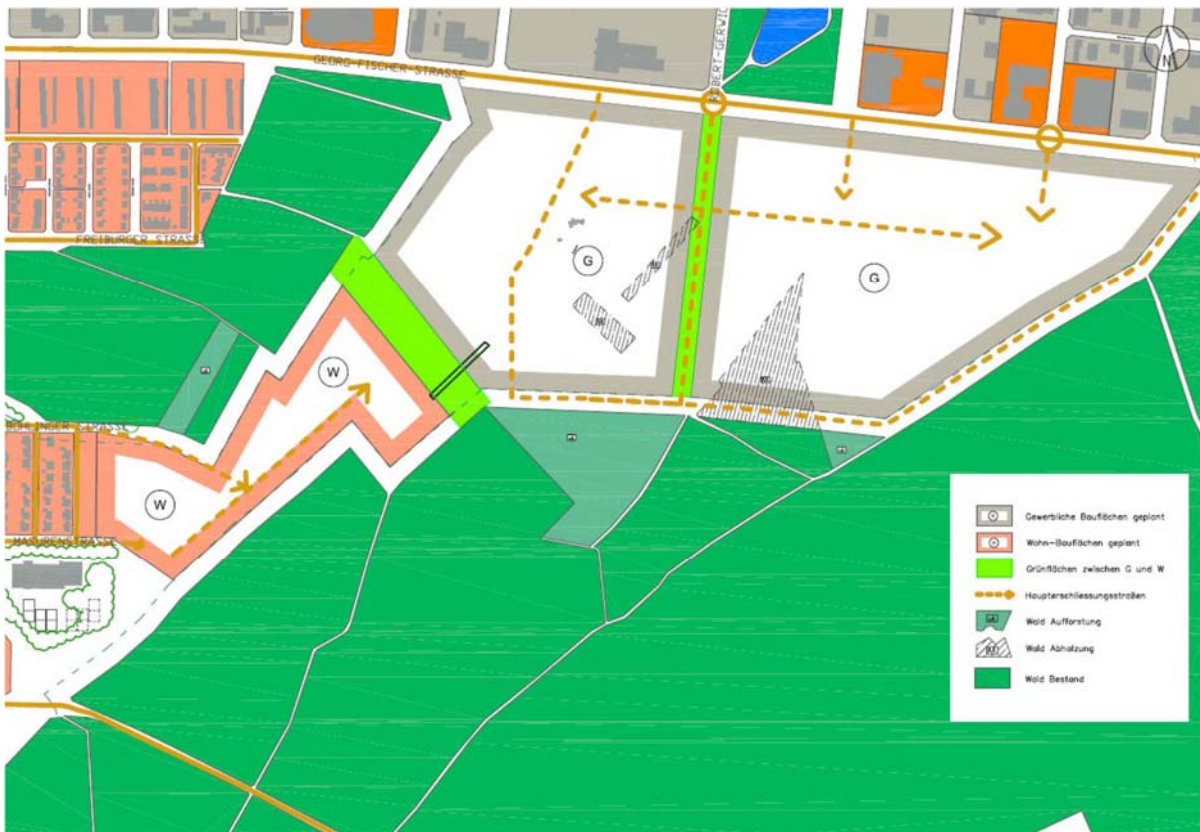 GEORG-FISCHER-STRASSE
N
FREIBURGER STRASSE
G
G
W
W
MASURENSTRASSE
Gewerbliche Bauflächen geplant
Wohn-Bauflächen geplant
Grünflächen zwischen G und W
Haupterschliessungsstraßen
Wald Aufforstung
Wald Abholzung
Wald Bestand